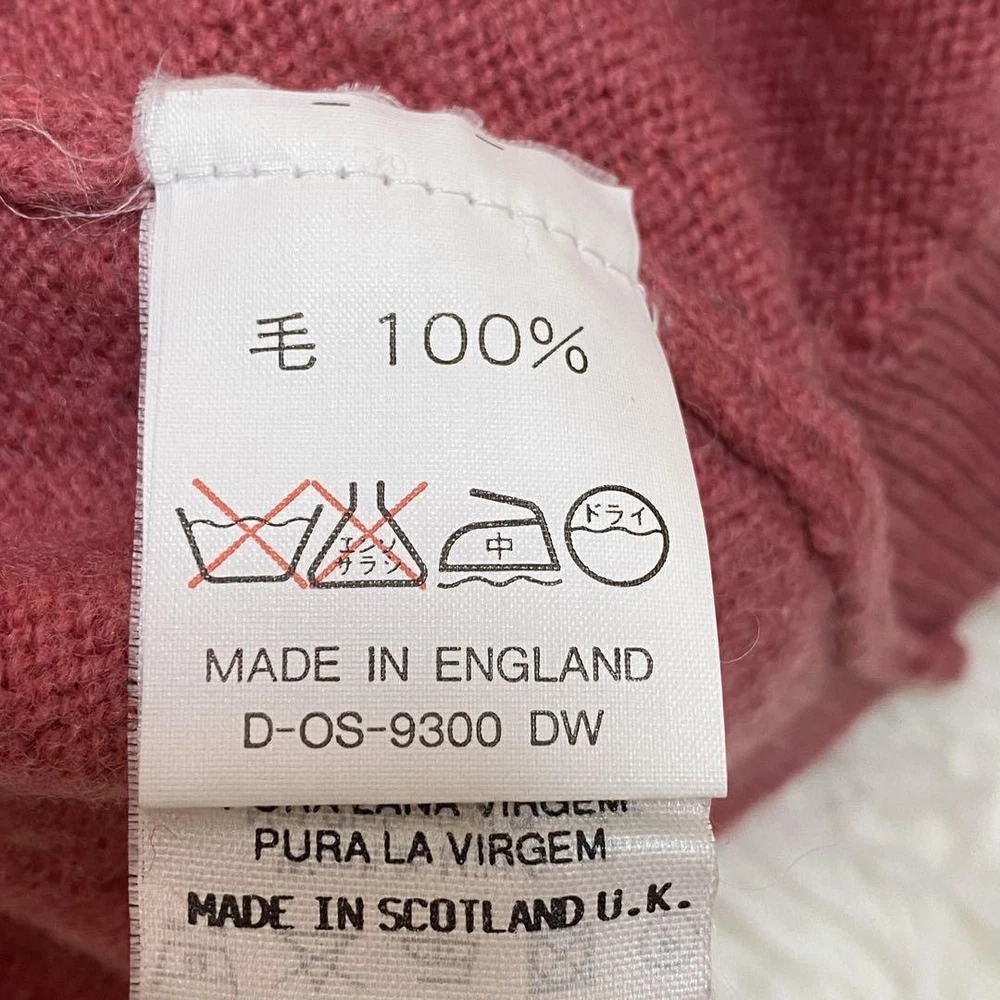 毛 100%
エンソ サラシ 中 ドライ
MADE IN ENGLAND
D-OS-9300 DW
PURA LANA VIRGEM
PURA LA VIRGEM
MADE IN SCOTLAND U.K.